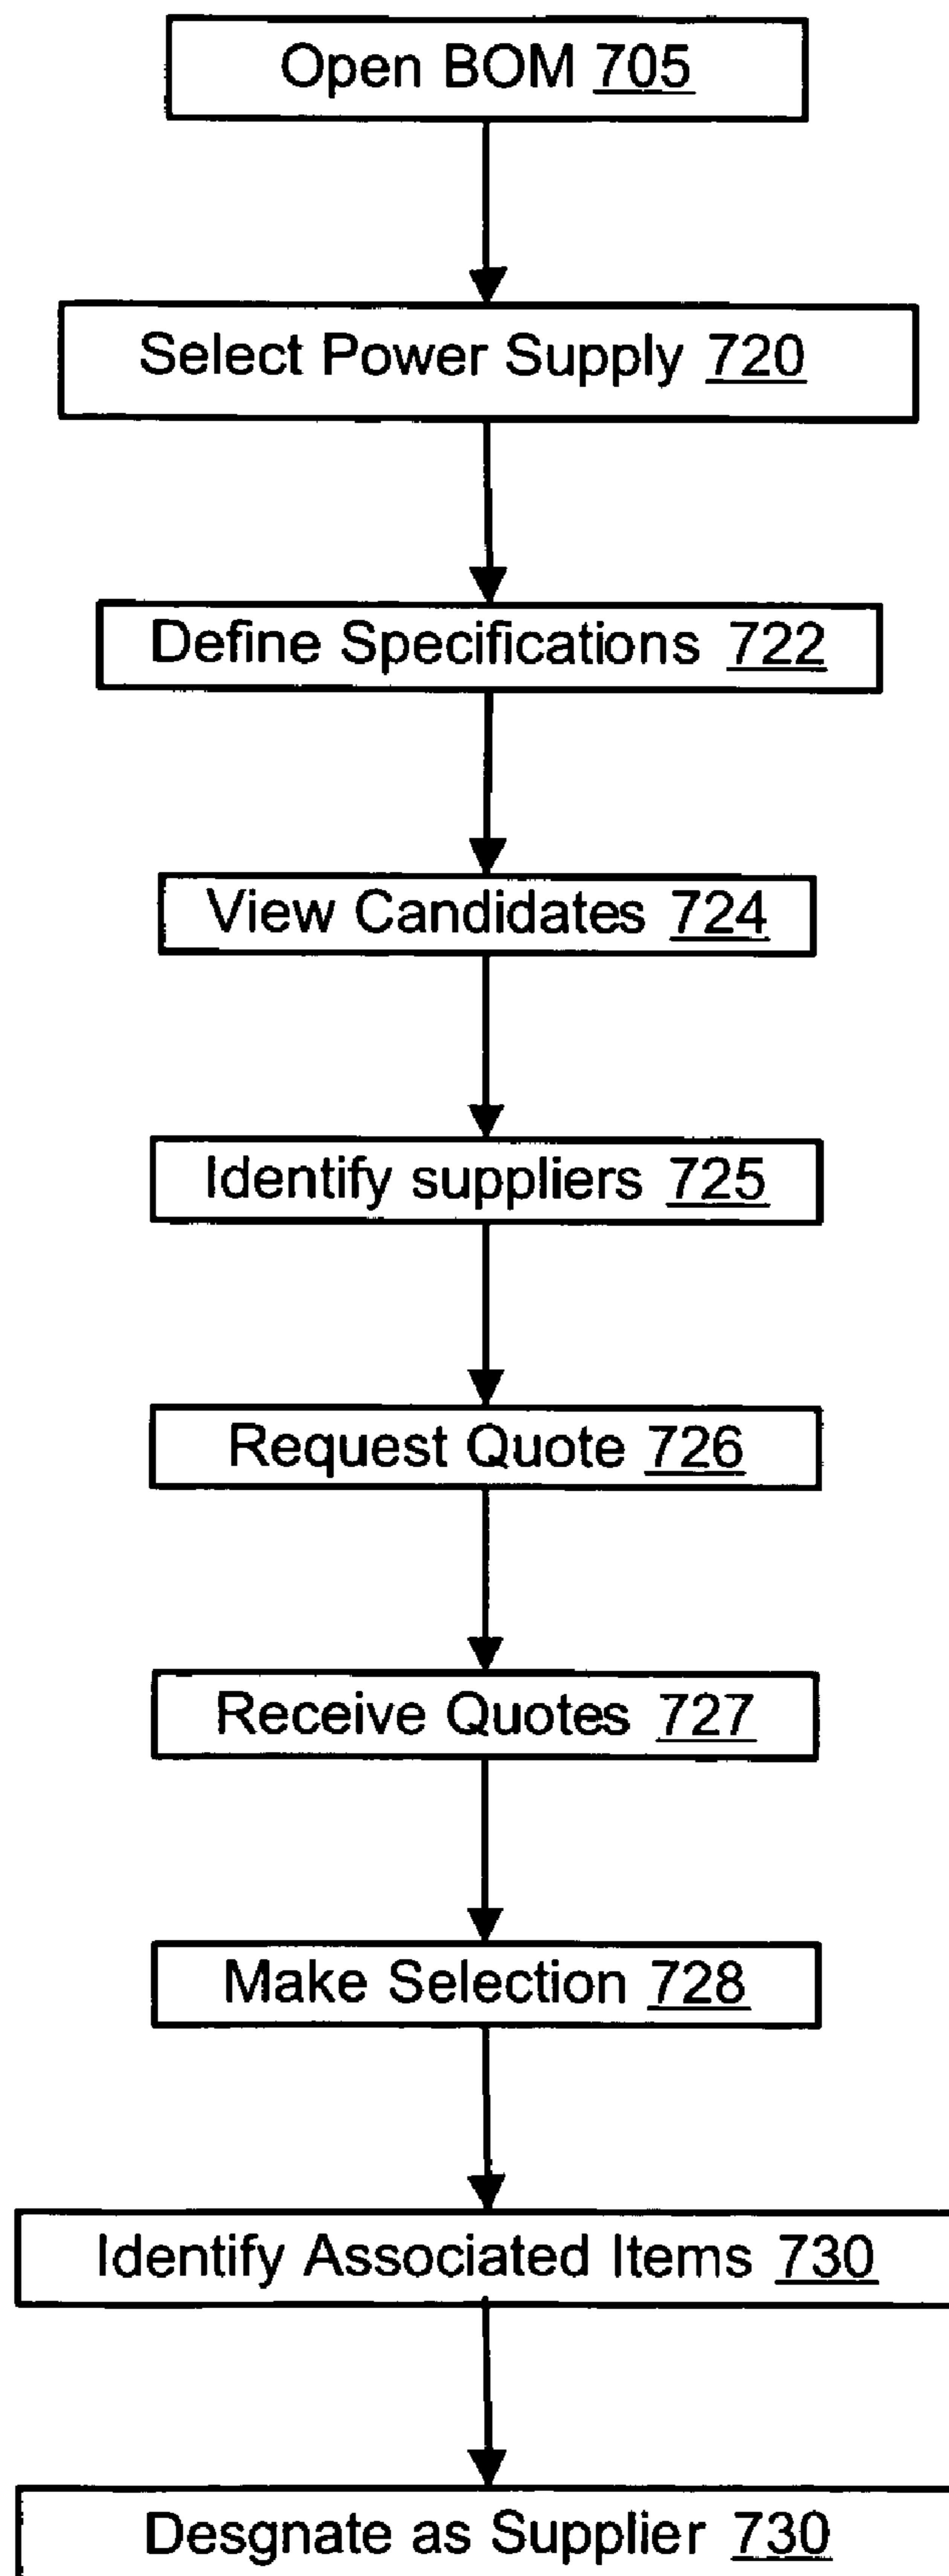 Open BOM 705
Select Power Supply 720
Define Specifications 722
View Candidates 724
Identify suppliers 725
Request Quote 726
Receive Quotes 727
Make Selection 728
Identify Associated Items 730
Desgnate as Supplier 730